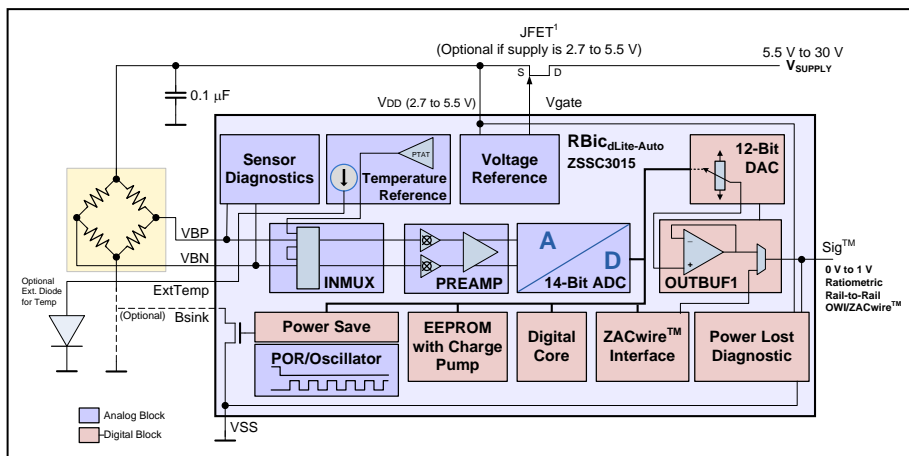 JFET1
(Optional if supply is 2.7 to 5.5 V)
5.5 V to 30 V
VSUPPLY
S
D
0.1 µF
VDD (2.7 to 5.5 V)
Vgate
Sensor
Diagnostics
PTAT
Temperature
Reference
Voltage
Reference
RBicdLite-Auto
ZSSC3015
12-Bit
DAC
VBP
VBN
INMUX
PREAMP
A
D
14-Bit ADC
OUTBUF1
Sig™
0 V to 1 V
Ratiometric
Rail-to-Rail
OWI/ZACwire™
Optional
Ext. Diode
for Temp
ExtTemp
(Optional)
Bsink
Power Save
POR/Oscillator
EEPROM
with Charge
Pump
Digital
Core
ZACwire™
Interface
Power Lost
Diagnostic
Analog Block
Digital Block
VSS